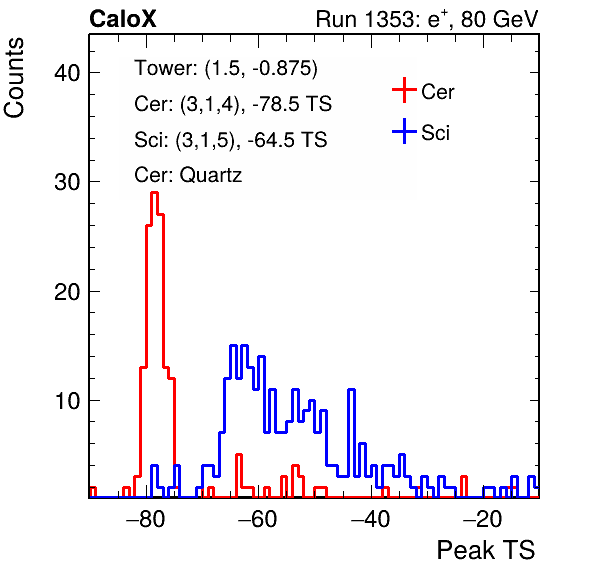 CaloX Run 1353: e⁺, 80 GeV
Counts
Tower: (1.5, -0.875)
Cer: (3,1,4), -78.5 TS
Sci: (3,1,5), -64.5 TS
Cer: Quartz
Cer
Sci
40
30
20
10
−80 −60 −40 −20
Peak TS